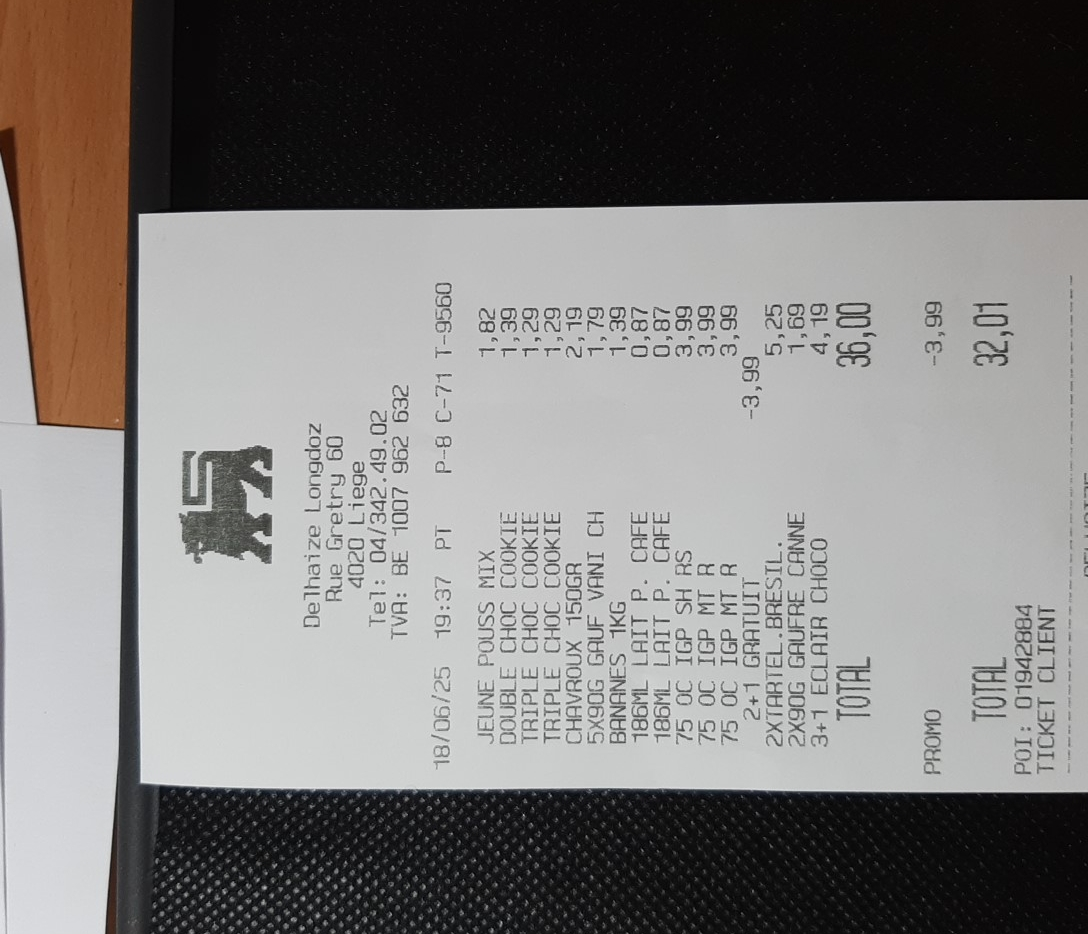 Delhaize Longdoz
Rue Gretry 60
4020 Liege
Tel: 04/342.49.02
TVA: BE 1007 962 632
18/06/25 19:37 PT P-8 C-71 T-9560
JEUNE POUSS MIX 1,82
DOUBLE CHOC COOKIE 1,39
TRIPLE CHOC COOKIE 1,29
TRIPLE CHOC COOKIE 1,29
CHAVROUX 150GR 2,19
5X90G GAUF VANI CH 1,79
BANANES 1KG 1,39
186ML LAIT P. CAFE 0,87
186ML LAIT P. CAFE 0,87
75 OC IGP SH RS 3,99
75 OC IGP MT R 3,99
75 OC IGP MT R 3,99
2+1 GRATUIT -3,99
2XTARTEL.BRESIL. 5,25
2X90G GAUFRE CANNE 1,69
3+1 ECLAIR CHOCO 4,19
TOTAL 36,00
PROMO -3,99
TOTAL 32,01
POI: 01942884
TICKET CLIENT